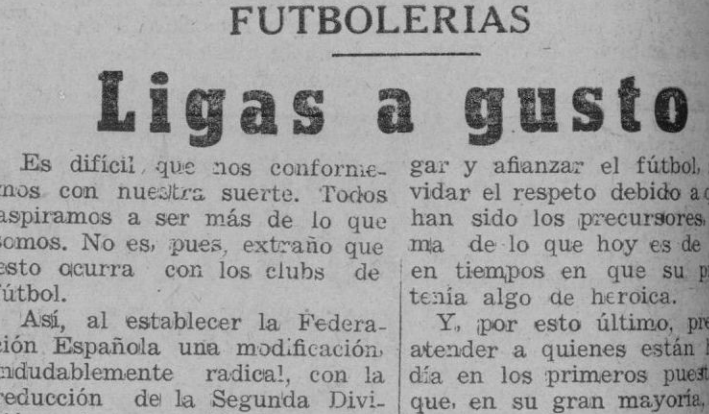 FUTBOLERIAS
Ligas a gusto
Es difícil, que nos conforme-
mos con nuestra suerte. Todos
aspiramos a ser más de lo que
somos. No es, pues, extraño que
esto ocurra con los clubs de
fútbol.
Así, al establecer la Federa-
ción Española una modificación,
indudablemente radical, con la
reducción de la Segunda Divi-
gar y afianzar el fútbol,
vidar el respeto debido a
han sido los precursores,
mia de lo que hoy es de
en tiempos en que su
tenía algo de heroica.
Y, por esto último,
atender a quienes están
día en los primeros
que, en su gran mayoría,